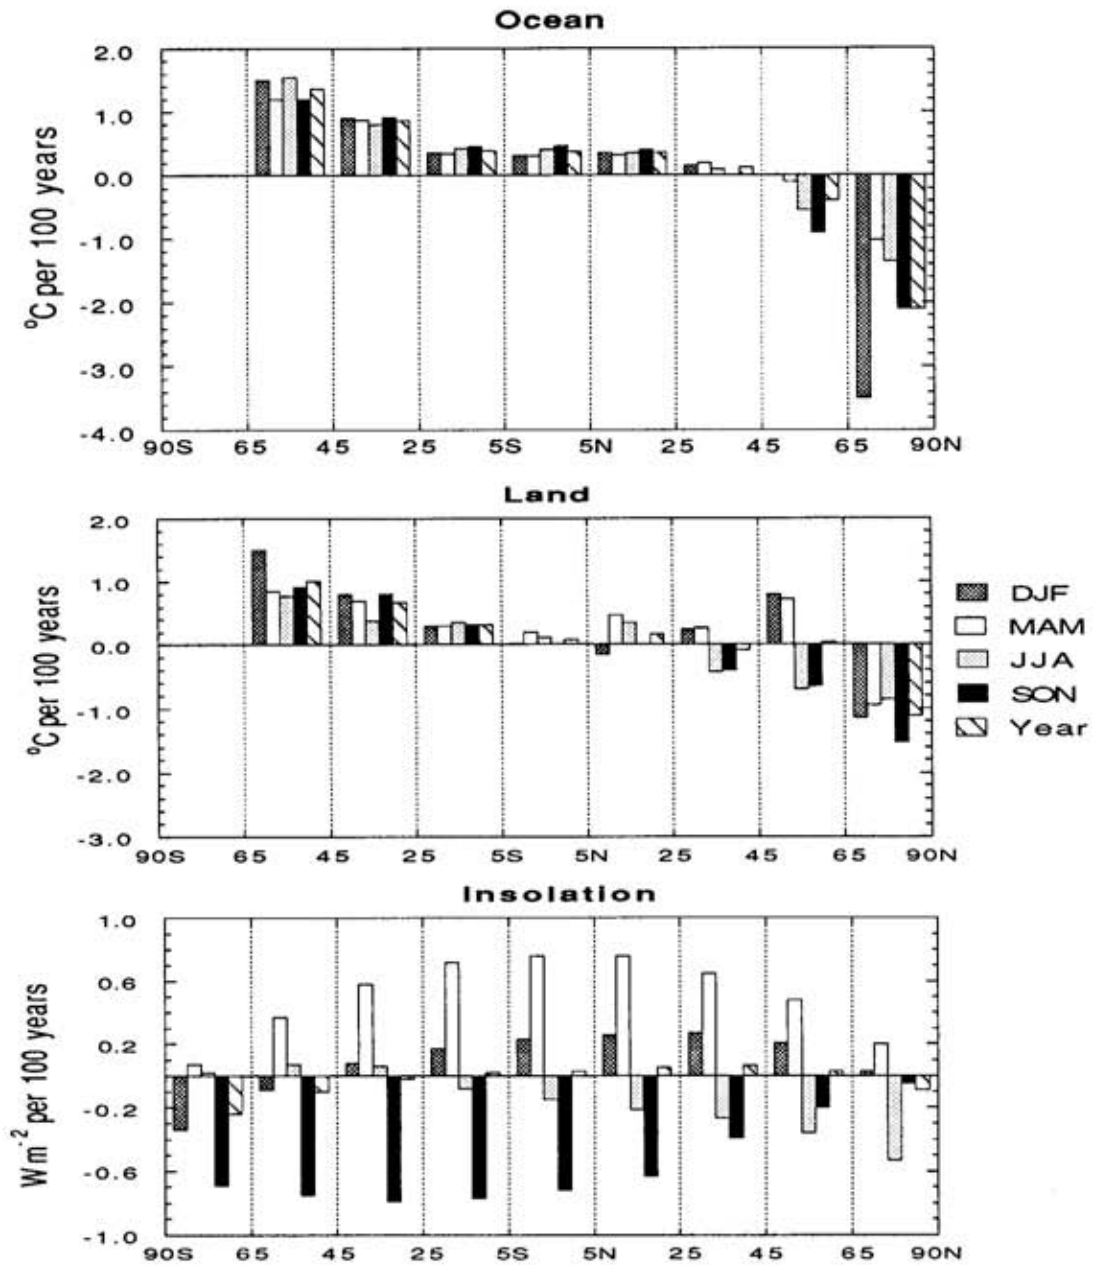 Ocean
°C per 100 years
2.0
1.0
0.0
-1.0
-2.0
-3.0
-4.0
90S 65 45 25 5S 5N 25 45 65 90N
Land
°C per 100 years
2.0
1.0
0.0
-1.0
-2.0
-3.0
90S 65 45 25 5S 5N 25 45 65 90N
DJF
MAM
JJA
SON
Year
Insolation
Wm⁻² per 100 years
1.0
0.6
0.2
-0.2
-0.6
-1.0
90S 65 45 25 5S 5N 25 45 65 90N